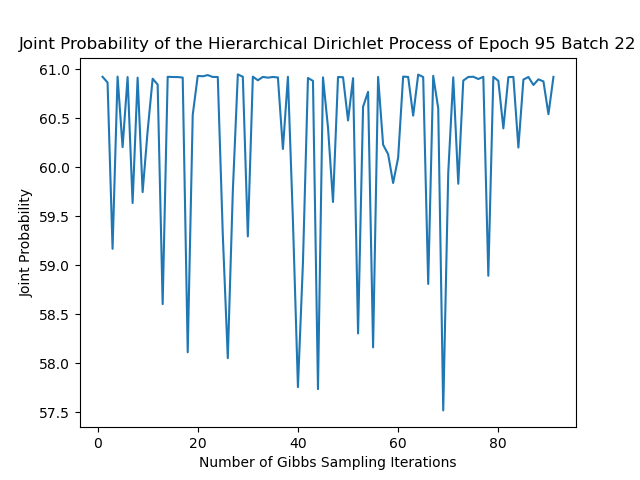 Joint Probability of the Hierarchical Dirichlet Process of Epoch 95 Batch 22
61.0
60.5
60.0
59.5
59.0
58.5
58.0
57.5
Joint Probability
0 20 40 60 80
Number of Gibbs Sampling Iterations